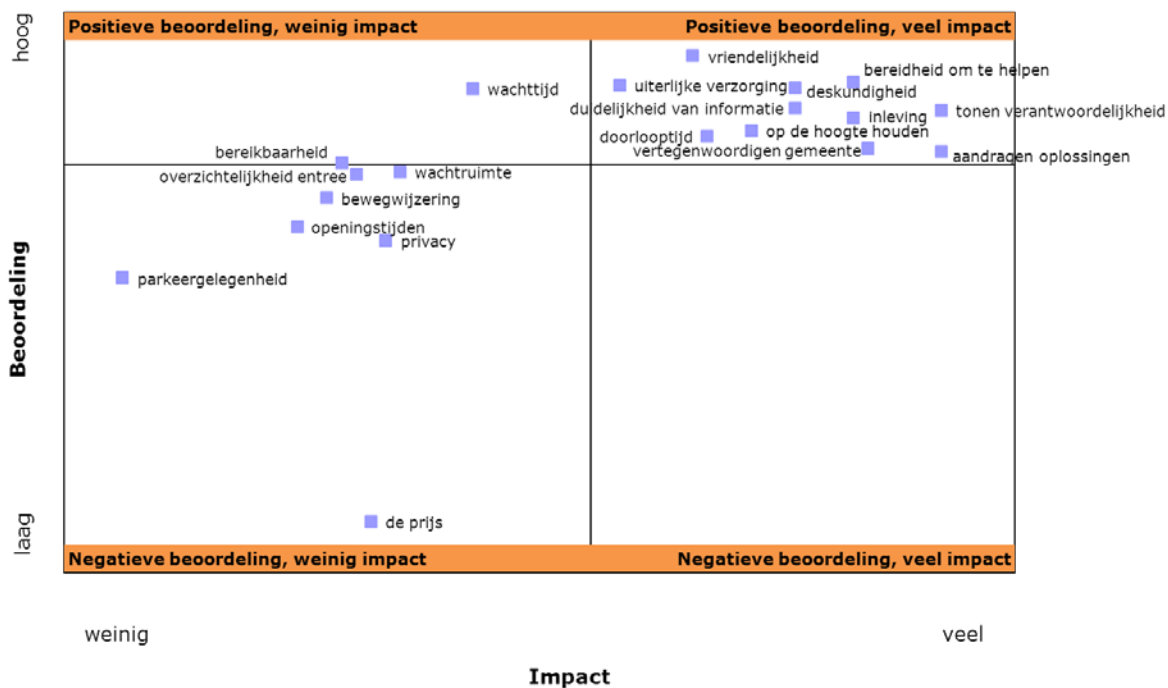 hoog
Positieve beoordeling, weinig impact
Positieve beoordeling, veel impact
vriendelijkheid
bereidheid om te helpen
wachttijd
uiterlijke verzorging
deskundigheid
duidelijkheid van informatie
tonen verantwoordelijkheid
inleving
doorlooptijd
op de hoogte houden
vertegenwoordigen gemeente
aandragen oplossingen
bereikbaarheid
overzichtelijkheid entree
wachtruimte
bewegwijzering
openingstijden
privacy
parkeergelegenheid
Beoordeling
de prijs
laag
Negatieve beoordeling, weinig impact
Negatieve beoordeling, veel impact
weinig
veel
Impact